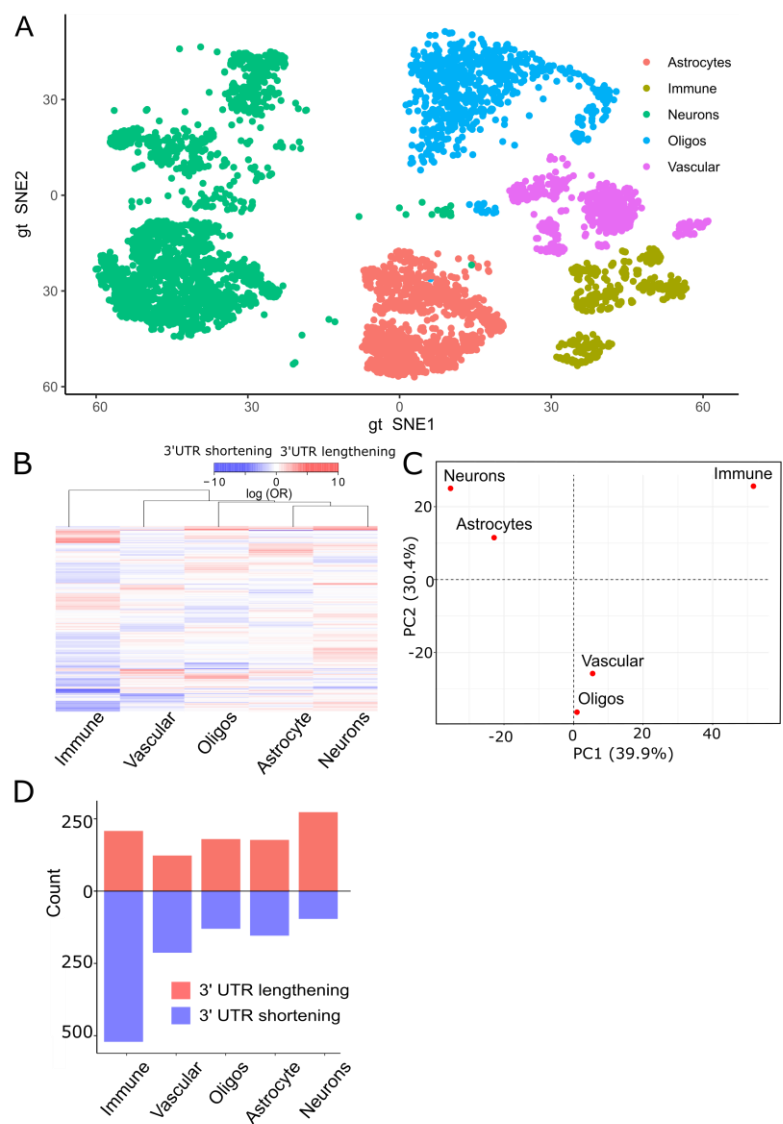 A
gt SNE2
30
0
30
60
60
30
0
30
60
gt SNE1
Astrocytes
Immune
Neurons
Oligos
Vascular
B
3'UTR shortening 3'UTR lengthening
−10 0 10
log (OR)
Immune
Vascular
Oligos
Astrocyte
Neurons
C
PC2 (30.4%)
20
0
-20
Neurons
Immune
Astrocytes
Vascular
Oligos
-20 0 20 40
PC1 (39.9%)
D
Count
250
0
250
500
3' UTR lengthening
3' UTR shortening
Immune
Vascular
Oligos
Astrocyte
Neurons